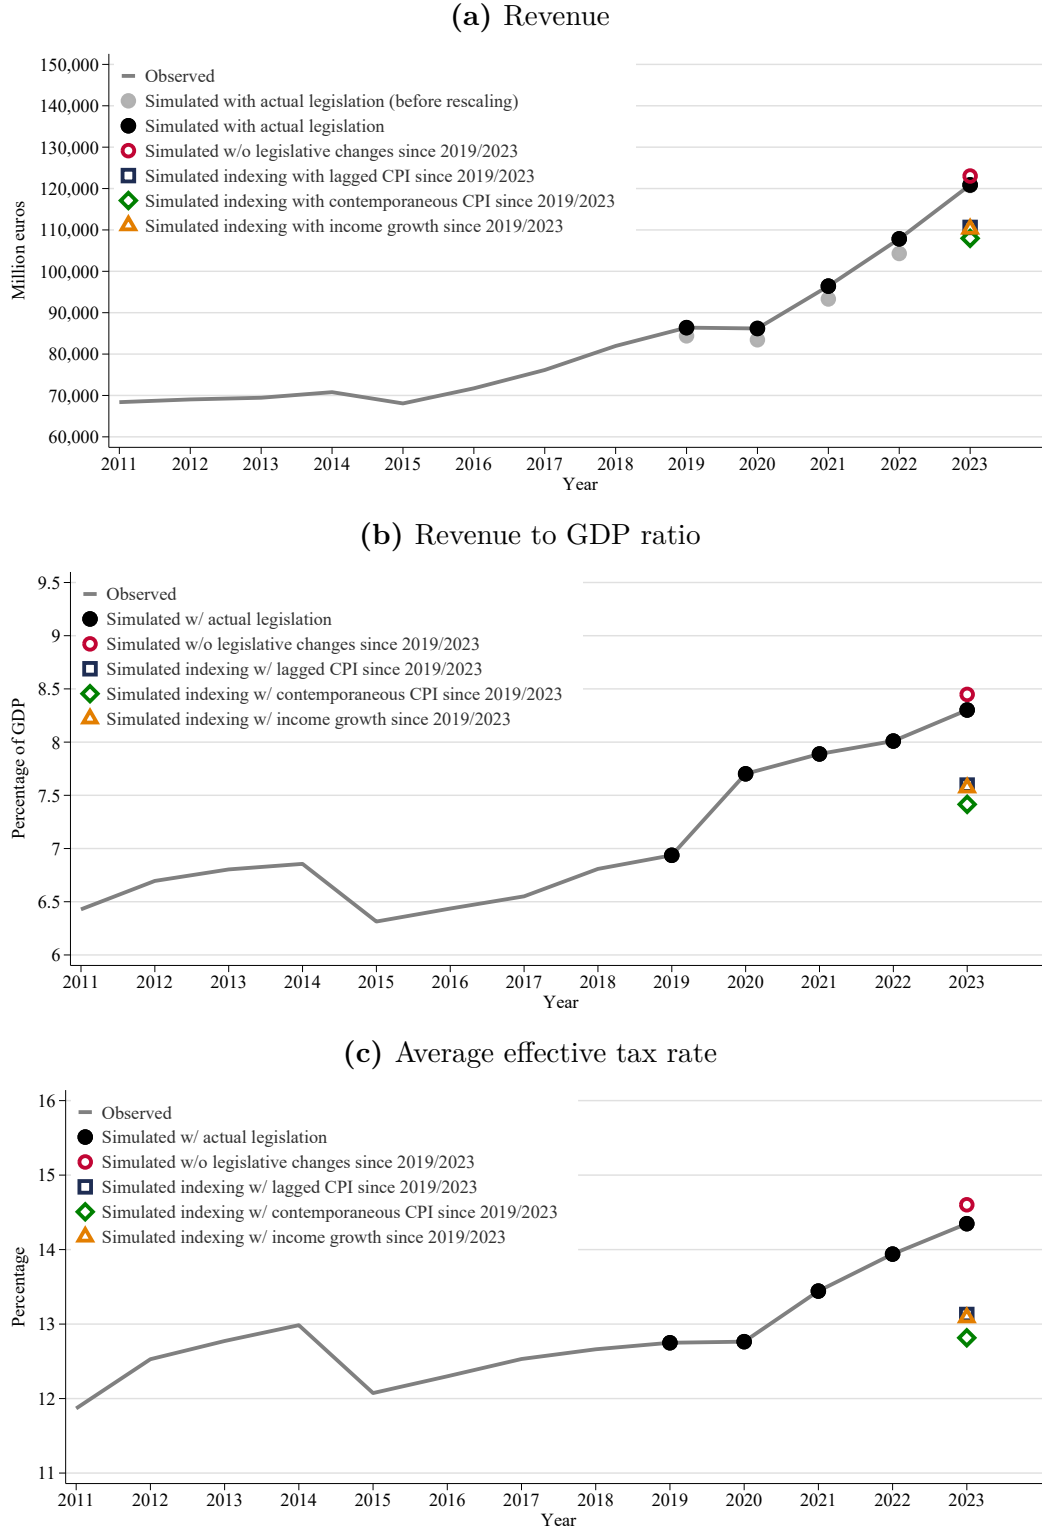 (a) Revenue
150,000
140,000
130,000
120,000
110,000
100,000
90,000
80,000
70,000
60,000
Million euros
Observed
Simulated with actual legislation (before rescaling)
Simulated with actual legislation
Simulated w/o legislative changes since 2019/2023
Simulated indexing with lagged CPI since 2019/2023
Simulated indexing with contemporaneous CPI since 2019/2023
Simulated indexing with income growth since 2019/2023
2011 2012 2013 2014 2015 2016 2017 2018 2019 2020 2021 2022 2023
Year
(b) Revenue to GDP ratio
9.5
9
8.5
8
7.5
7
6.5
6
Percentage of GDP
Observed
Simulated w/ actual legislation
Simulated w/o legislative changes since 2019/2023
Simulated indexing w/ lagged CPI since 2019/2023
Simulated indexing w/ contemporaneous CPI since 2019/2023
Simulated indexing w/ income growth since 2019/2023
2011 2012 2013 2014 2015 2016 2017 2018 2019 2020 2021 2022 2023
Year
(c) Average effective tax rate
16
15
14
13
12
11
Percentage
Observed
Simulated w/ actual legislation
Simulated w/o legislative changes since 2019/2023
Simulated indexing w/ lagged CPI since 2019/2023
Simulated indexing w/ contemporaneous CPI since 2019/2023
Simulated indexing w/ income growth since 2019/2023
2011 2012 2013 2014 2015 2016 2017 2018 2019 2020 2021 2022 2023
Year